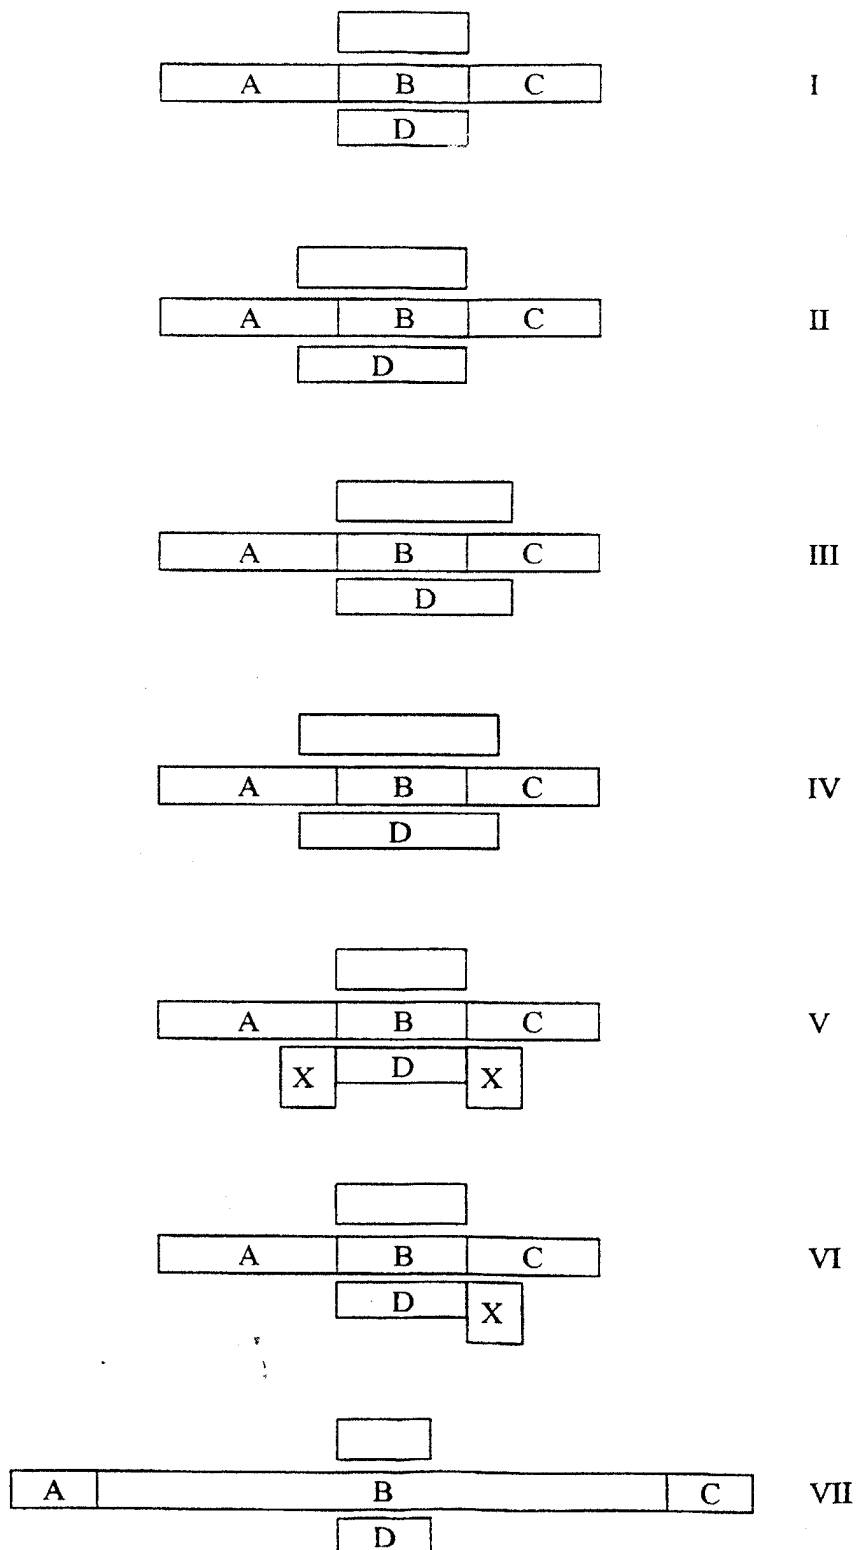 A B C I
D
A B C II
D
A B C III
D
A B C IV
D
A B C V
X D X
A B C VI
D X
A B C VII
D